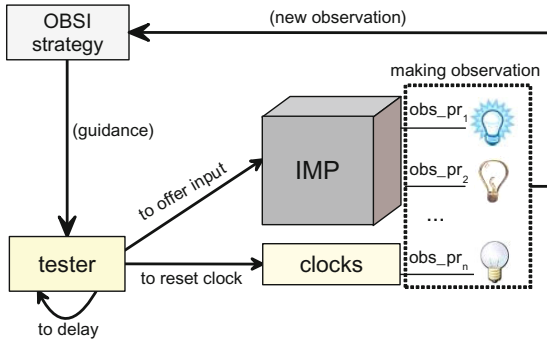 OBSI
strategy
(new observation)
making observation
(guidance)
obs_pr1
IMP
obs_pr2
...
to offer input
tester
to reset clock
clocks
obs_prn
to delay